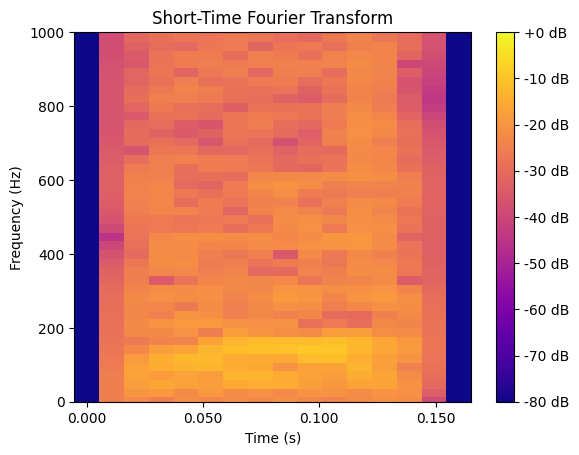 Short-Time Fourier Transform
1000
800
600
400
200
0
Frequency (Hz)
0.000
0.050
0.100
0.150
Time (s)
+0 dB
-10 dB
-20 dB
-30 dB
-40 dB
-50 dB
-60 dB
-70 dB
-80 dB